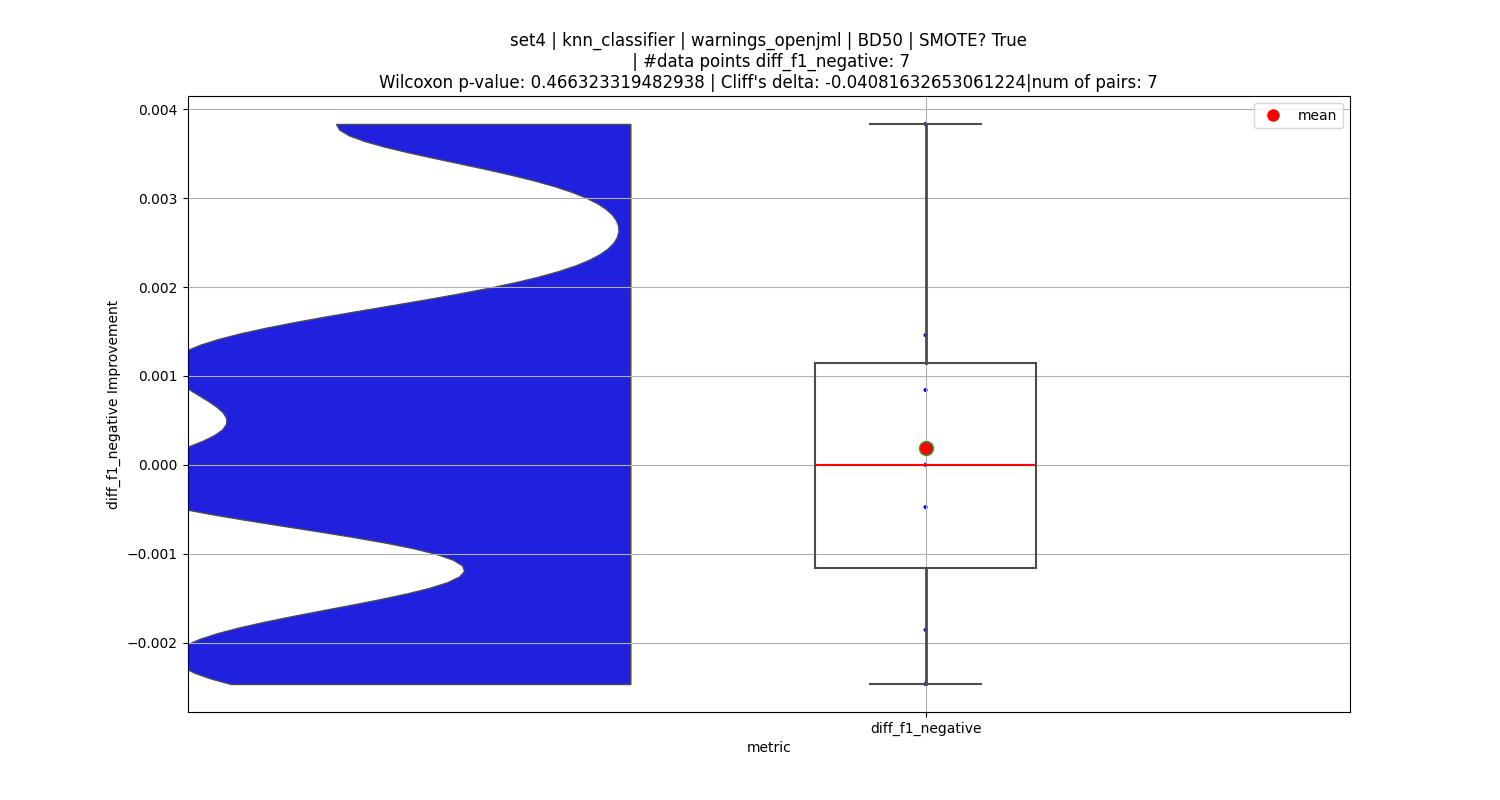 set4 | knn_classifier | warnings_openjml | BD50 | SMOTE? True
| #data points diff_f1_negative: 7
Wilcoxon p-value: 0.466323319482938 | Cliff's delta: -0.04081632653061224|num of pairs: 7
mean
0.004
0.003
0.002
0.001
0.000
−0.001
−0.002
diff_f1_negative Improvement
diff_f1_negative
metric